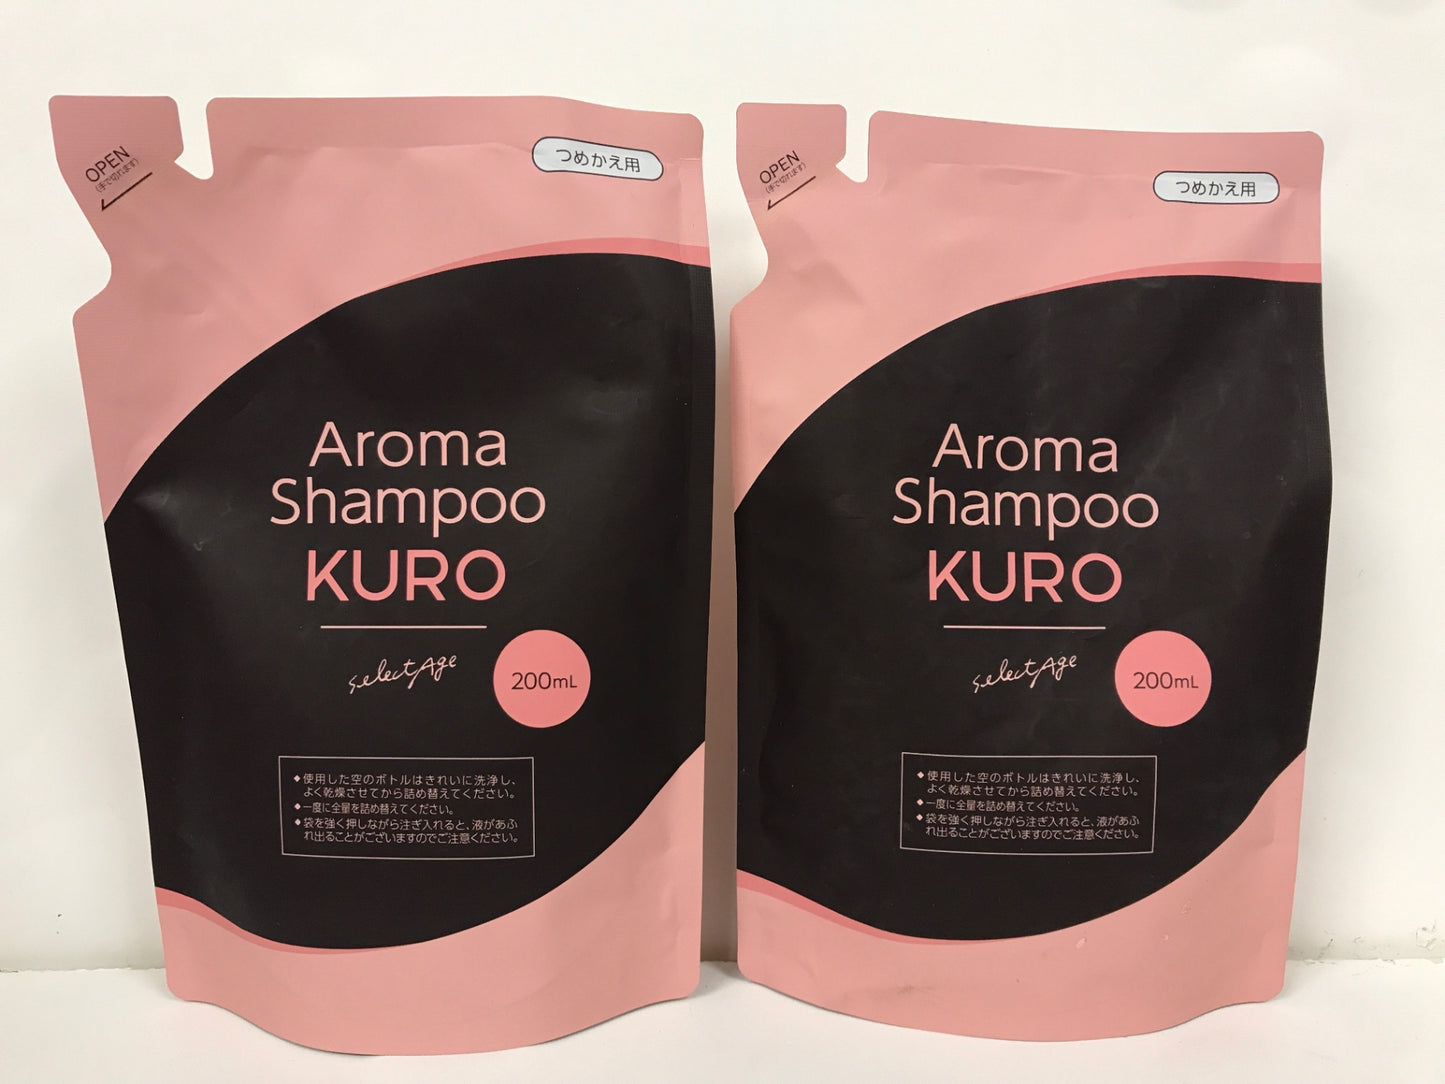 OPEN
(手で切れます)
つめかえ用
Aroma
Shampoo
KURO
Select Age
200mL
◆使用した空のボトルはきれいに洗浄し、
よく乾燥させてから詰め替えてください。
◆一度に全量を詰め替えてください。
◆袋を強く押しながら注ぎ入れると、液があふ
れ出ることがございますのでご注意ください。
OPEN
(手で切れます)
つめかえ用
Aroma
Shampoo
KURO
Select Age
200mL
◆使用した空のボトルはきれいに洗浄し、
よく乾燥させてから詰め替えてください。
◆一度に全量を詰め替えてください。
◆袋を強く押しながら注ぎ入れると、液があふ
れ出ることがございますのでご注意ください。